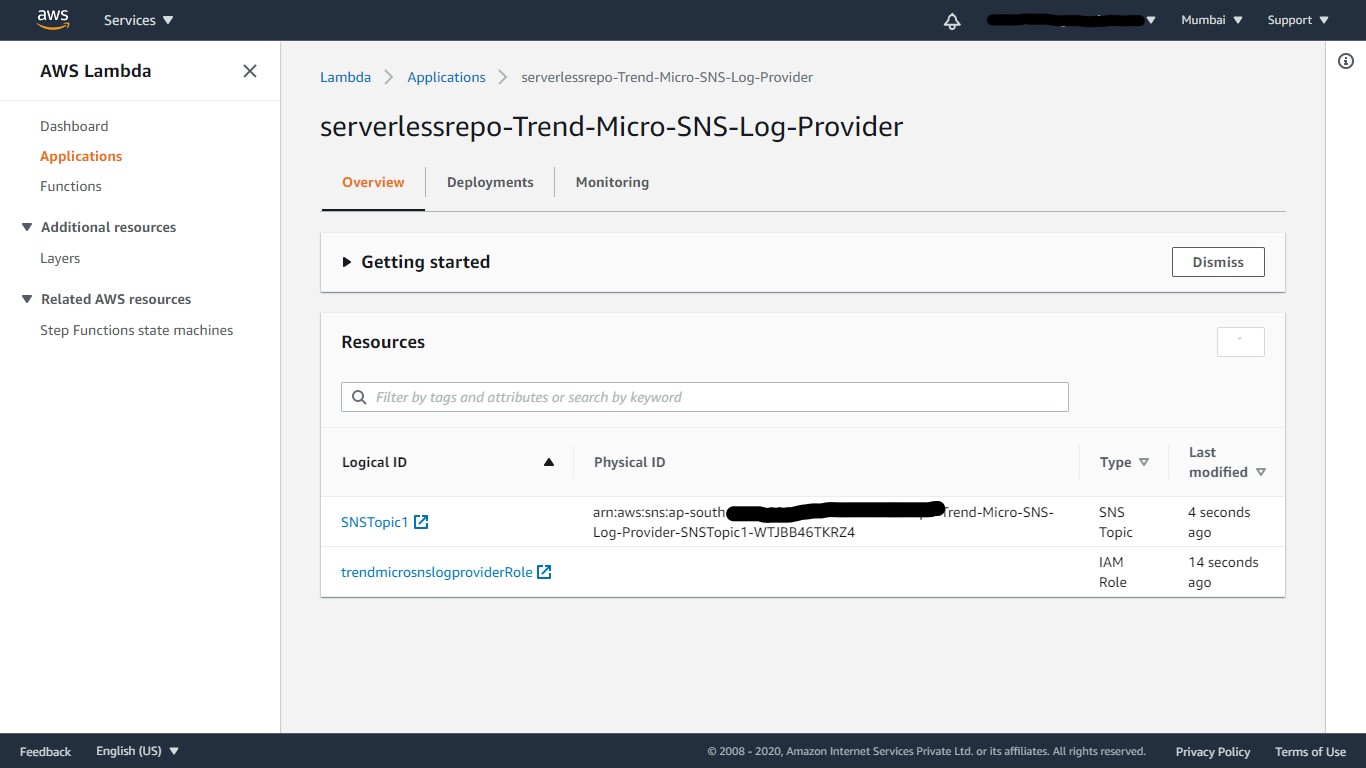 aws
Services
Mumbai
Support
AWS Lambda
Dashboard
Applications
Functions
Additional resources
Layers
Related AWS resources
Step Functions state machines
Lambda > Applications > serverlessrepo-Trend-Micro-SNS-Log-Provider
serverlessrepo-Trend-Micro-SNS-Log-Provider
Overview Deployments Monitoring
Getting started
Dismiss
Resources
Filter by tags and attributes or search by keyword
Logical ID
Physical ID
Type
Last
modified
SNSTopic1
arn:aws:sns:ap-south
Trend-Micro-SNS-
Log-Provider-SNSTopic1-WTJBB46TKRZ4
SNS
Topic
4 seconds
ago
trendmicrosnslogproviderRole
IAM
Role
14 seconds
ago
Feedback
English (US)
© 2008 - 2020, Amazon Internet Services Private Ltd. or its affiliates. All rights reserved.
Privacy Policy
Terms of Use